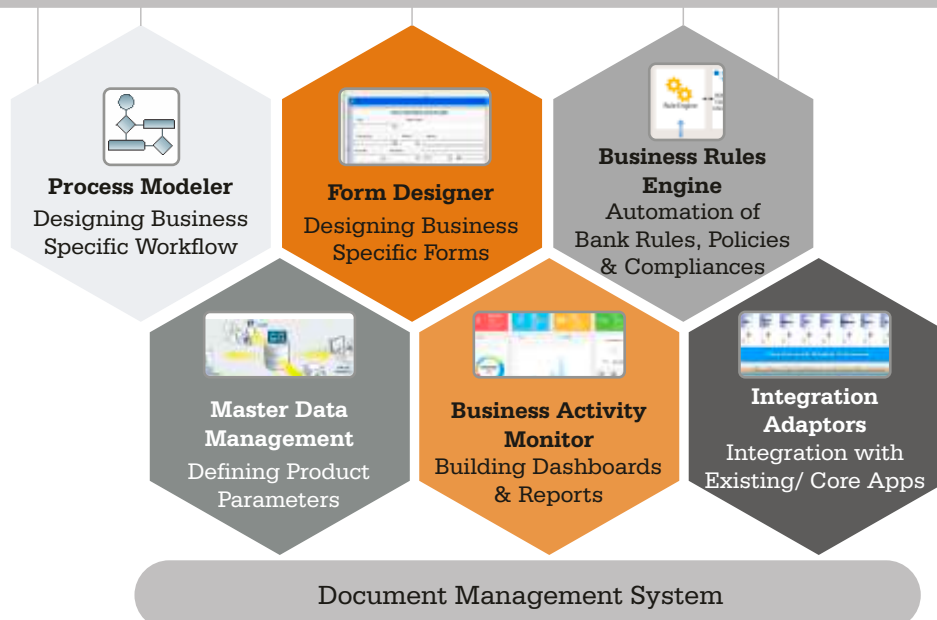 Process Modeler
Designing Business
Specific Workflow
Form Designer
Designing Business
Specific Forms
Rule Engine
Business Rules
Engine
Automation of
Bank Rules, Policies
& Compliances
Master Data
Management
Defining Product
Parameters
Business Activity
Monitor
Building Dashboards
& Reports
Integration
Adaptors
Integration with
Existing/ Core Apps
Document Management System